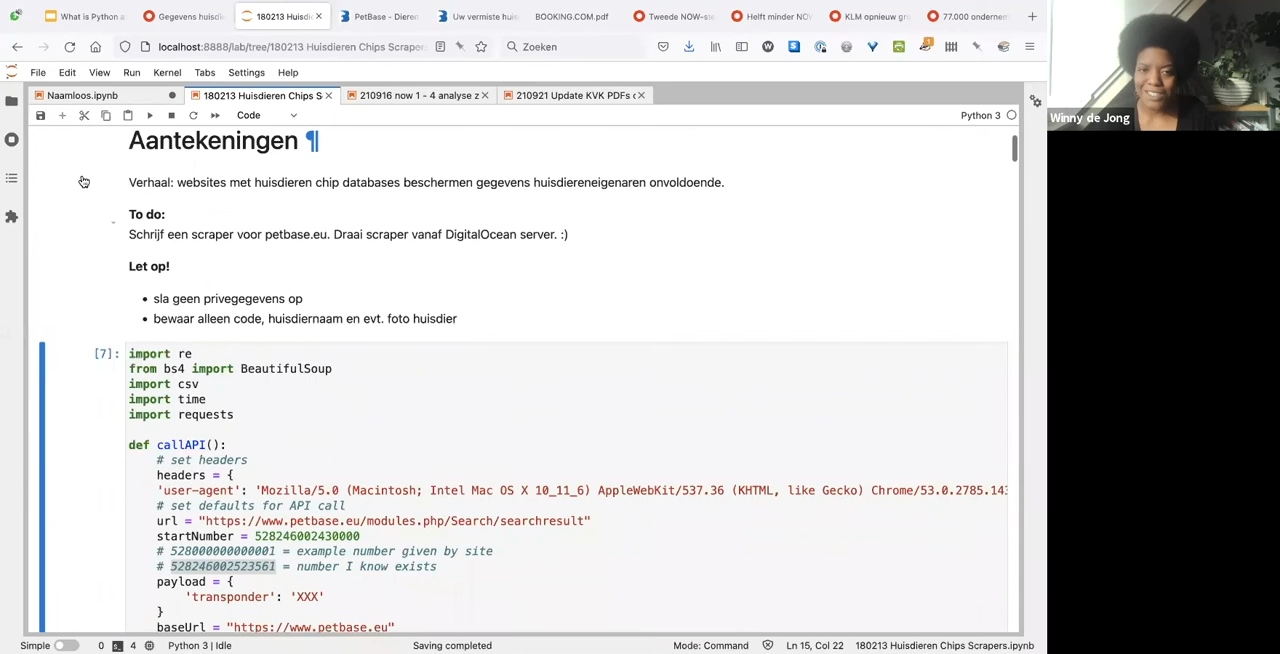 What is Python a
Gegevens huisdi
180213 Huisdi
PetBase - Dieren
Uw vermiste huis
BOOKING.COM.pdf
Tweede NOW-ste
Helft minder NO
KLM opnieuw gr
77.000 ondernem
localhost:8888/lab/tree/180213 Huisdieren Chips Scrapers
Zoeken
File Edit View Run Kernel Tabs Settings Help
Naamloos.ipynb
180213 Huisdieren Chips S
210916 now 1 - 4 analyse z
210921 Update KVK PDFs c
Code
Python 3
Winny de Jong
Aantekeningen ¶
Verhaal: websites met huisdieren chip databases beschermen gegevens huisdiereneigenaren onvoldoende.
To do:
Schrijf een scraper voor petbase.eu. Draai scraper vanaf DigitalOcean server. :)
Let op!
• sla geen privegegevens op
• bewaar alleen code, huisdiernaam en evt. foto huisdier
[7]: import re
from bs4 import BeautifulSoup
import csv
import time
import requests
def callAPI():
# set headers
headers = {
'user-agent': 'Mozilla/5.0 (Macintosh; Intel Mac OS X 10_11_6) AppleWebKit/537.36 (KHTML, like Gecko) Chrome/53.0.2785.143
# set defaults for API call
url = "https://www.petbase.eu/modules.php/Search/searchresult"
startNumber = 528246002430000
# 528000000000001 = example number given by site
# 528246002523561 = number I know exists
payload = {
'transponder': 'XXX'
}
baseUrl = "https://www.petbase.eu"
Simple 0 4 Python 3 | Idle Saving completed Mode: Command Ln 15, Col 22 180213 Huisdieren Chips Scrapers.ipynb